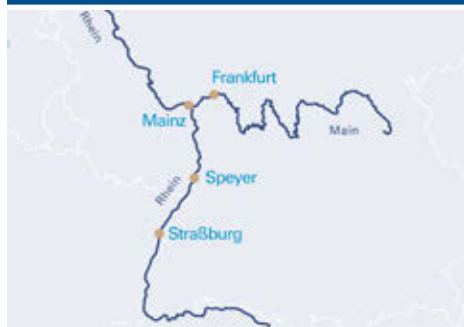 Rhein
Frankfurt
Mainz
Main
Rhein
Speyer
Straßburg